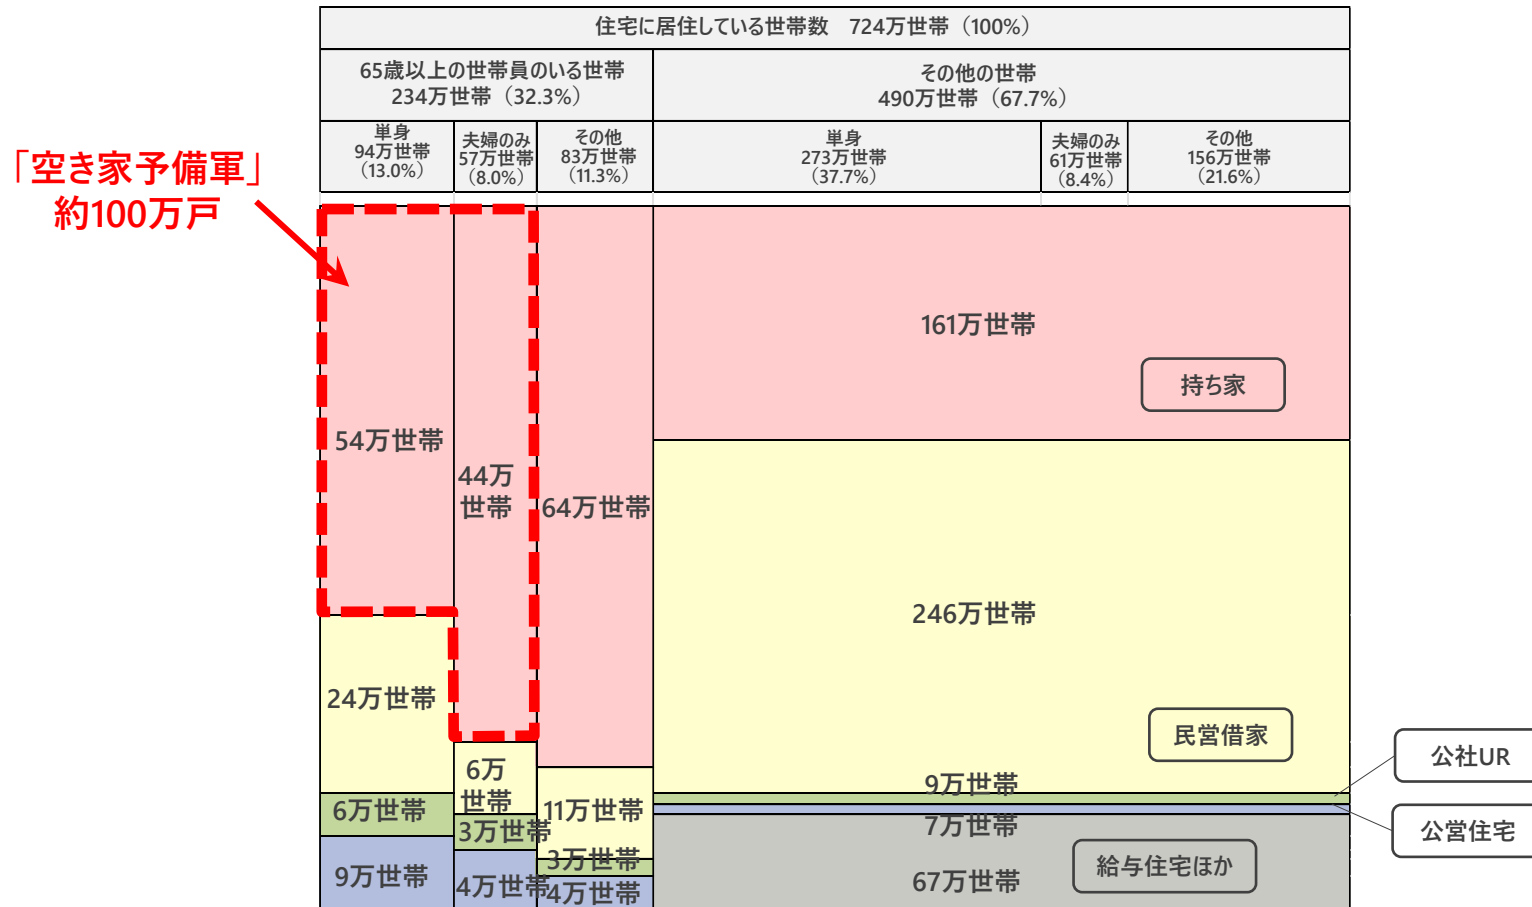 住宅に居住している世帯数　724万世帯（100%）
65歳以上の世帯員のいる世帯
234万世帯（32.3%）
その他の世帯
490万世帯（67.7%）
単身
94万世帯
（13.0%）
夫婦のみ
57万世帯
（8.0%）
その他
83万世帯
（11.3%）
単身
273万世帯
（37.7%）
夫婦のみ
61万世帯
（8.4%）
その他
156万世帯
（21.6%）
「空き家予備軍」
約100万戸
54万世帯
44万
世帯
64万世帯
161万世帯
持ち家
24万世帯
6万
世帯
11万世帯
246万世帯
民営借家
6万世帯
3万世帯
3万世帯
9万世帯
公社UR
9万世帯
4万世帯
4万世帯
7万世帯
公営住宅
67万世帯
給与住宅ほか